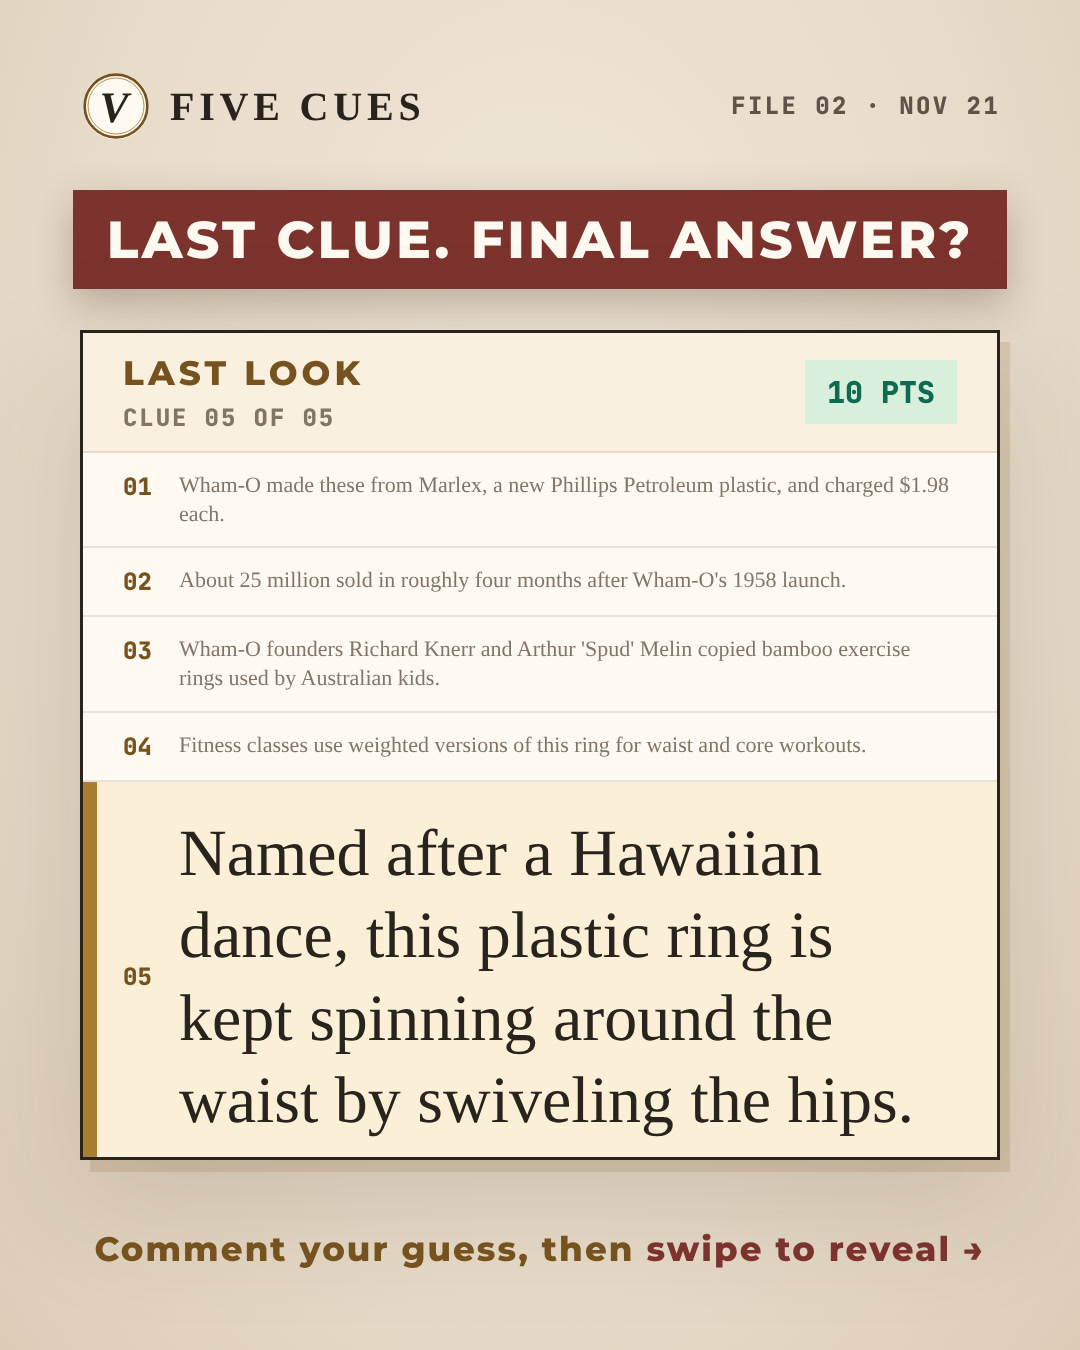 V FIVE CUES
FILE 02 · NOV 21
LAST CLUE. FINAL ANSWER?
LAST LOOK
CLUE 05 OF 05
10 PTS
01 Wham-O made these from Marlex, a new Phillips Petroleum plastic, and charged $1.98
each.
02 About 25 million sold in roughly four months after Wham-O's 1958 launch.
03 Wham-O founders Richard Knerr and Arthur 'Spud' Melin copied bamboo exercise
rings used by Australian kids.
04 Fitness classes use weighted versions of this ring for waist and core workouts.
05 Named after a Hawaiian
dance, this plastic ring is
kept spinning around the
waist by swiveling the hips.
Comment your guess, then swipe to reveal →